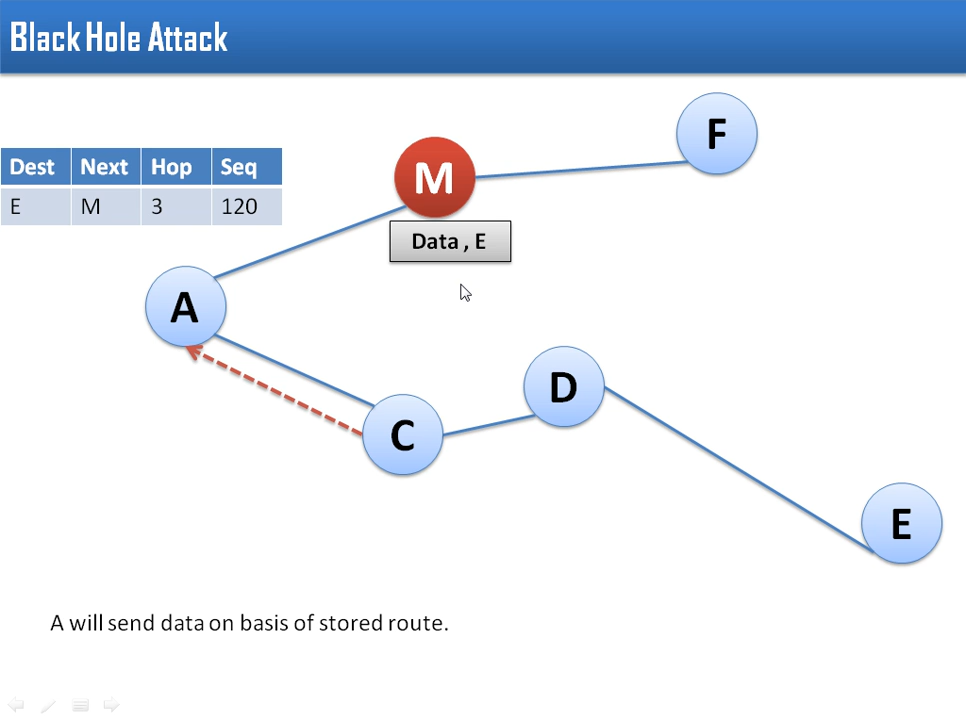 Black Hole Attack
Dest Next Hop Seq
E M 3 120
F
M
Data , E
A
D
C
E
A will send data on basis of stored route.